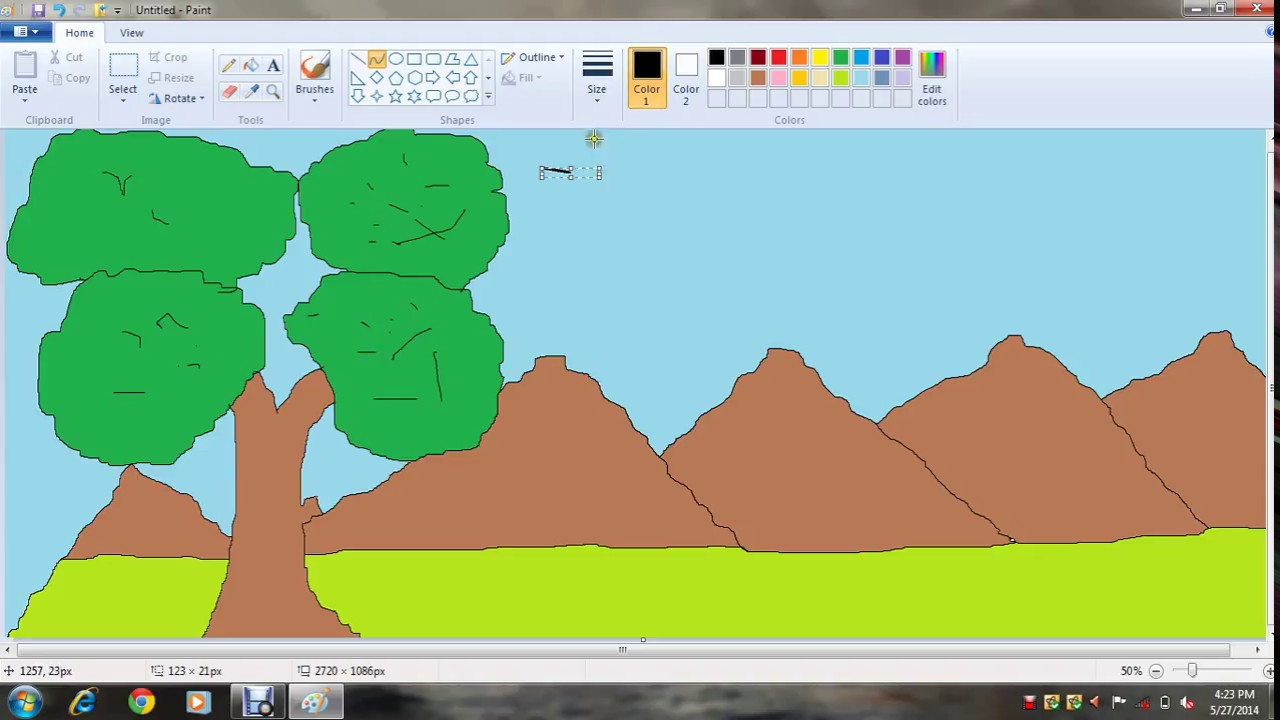 Untitled - Paint
Home View
Cut
Copy
Paste
Clipboard
Crop
Resize
Rotate
Select
Image
Tools
Brushes
Shapes
Outline
Fill
Size
Color 1
Color 2
Edit colors
Colors
1257, 23px
123 × 21px
2720 × 1086px
50%
4:23 PM
5/27/2014